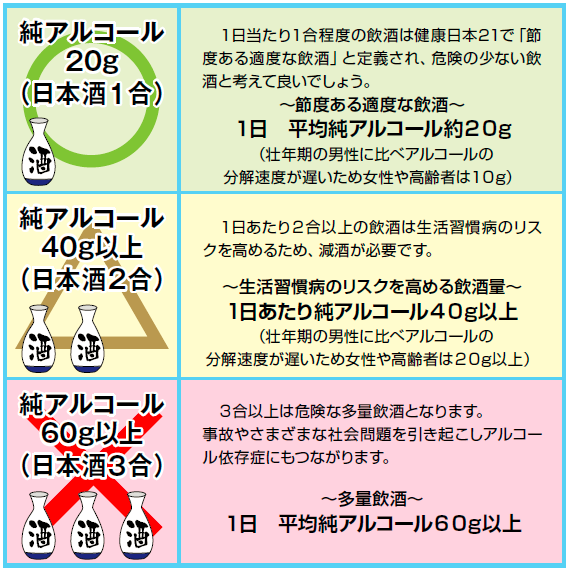 純アルコール
20g
（日本酒１合）
酒
１日当たり１合程度の飲酒は健康日本21で「節
度ある適度な飲酒」と定義され、危険の少ない飲
酒と考えて良いでしょう。
～節度ある適度な飲酒～
１日　平均純アルコール約２０g
（壮年期の男性に比べアルコールの
分解速度が遅いため女性や高齢者は１０g）
純アルコール
40g以上
（日本酒２合）
酒 酒
１日あたり２合以上の飲酒は生活習慣病のリス
クを高めるため、減酒が必要です。
～生活習慣病のリスクを高める飲酒量～
１日あたり純アルコール４０g以上
（壮年期の男性に比べアルコールの
分解速度が遅いため女性や高齢者は２０g以上）
純アルコール
60g以上
（日本酒３合）
酒 酒 酒
３合以上は危険な多量飲酒となります。
事故やさまざまな社会問題を引き起こしアルコー
ル依存症にもつながります。
～多量飲酒～
１日　平均純アルコール６０g以上